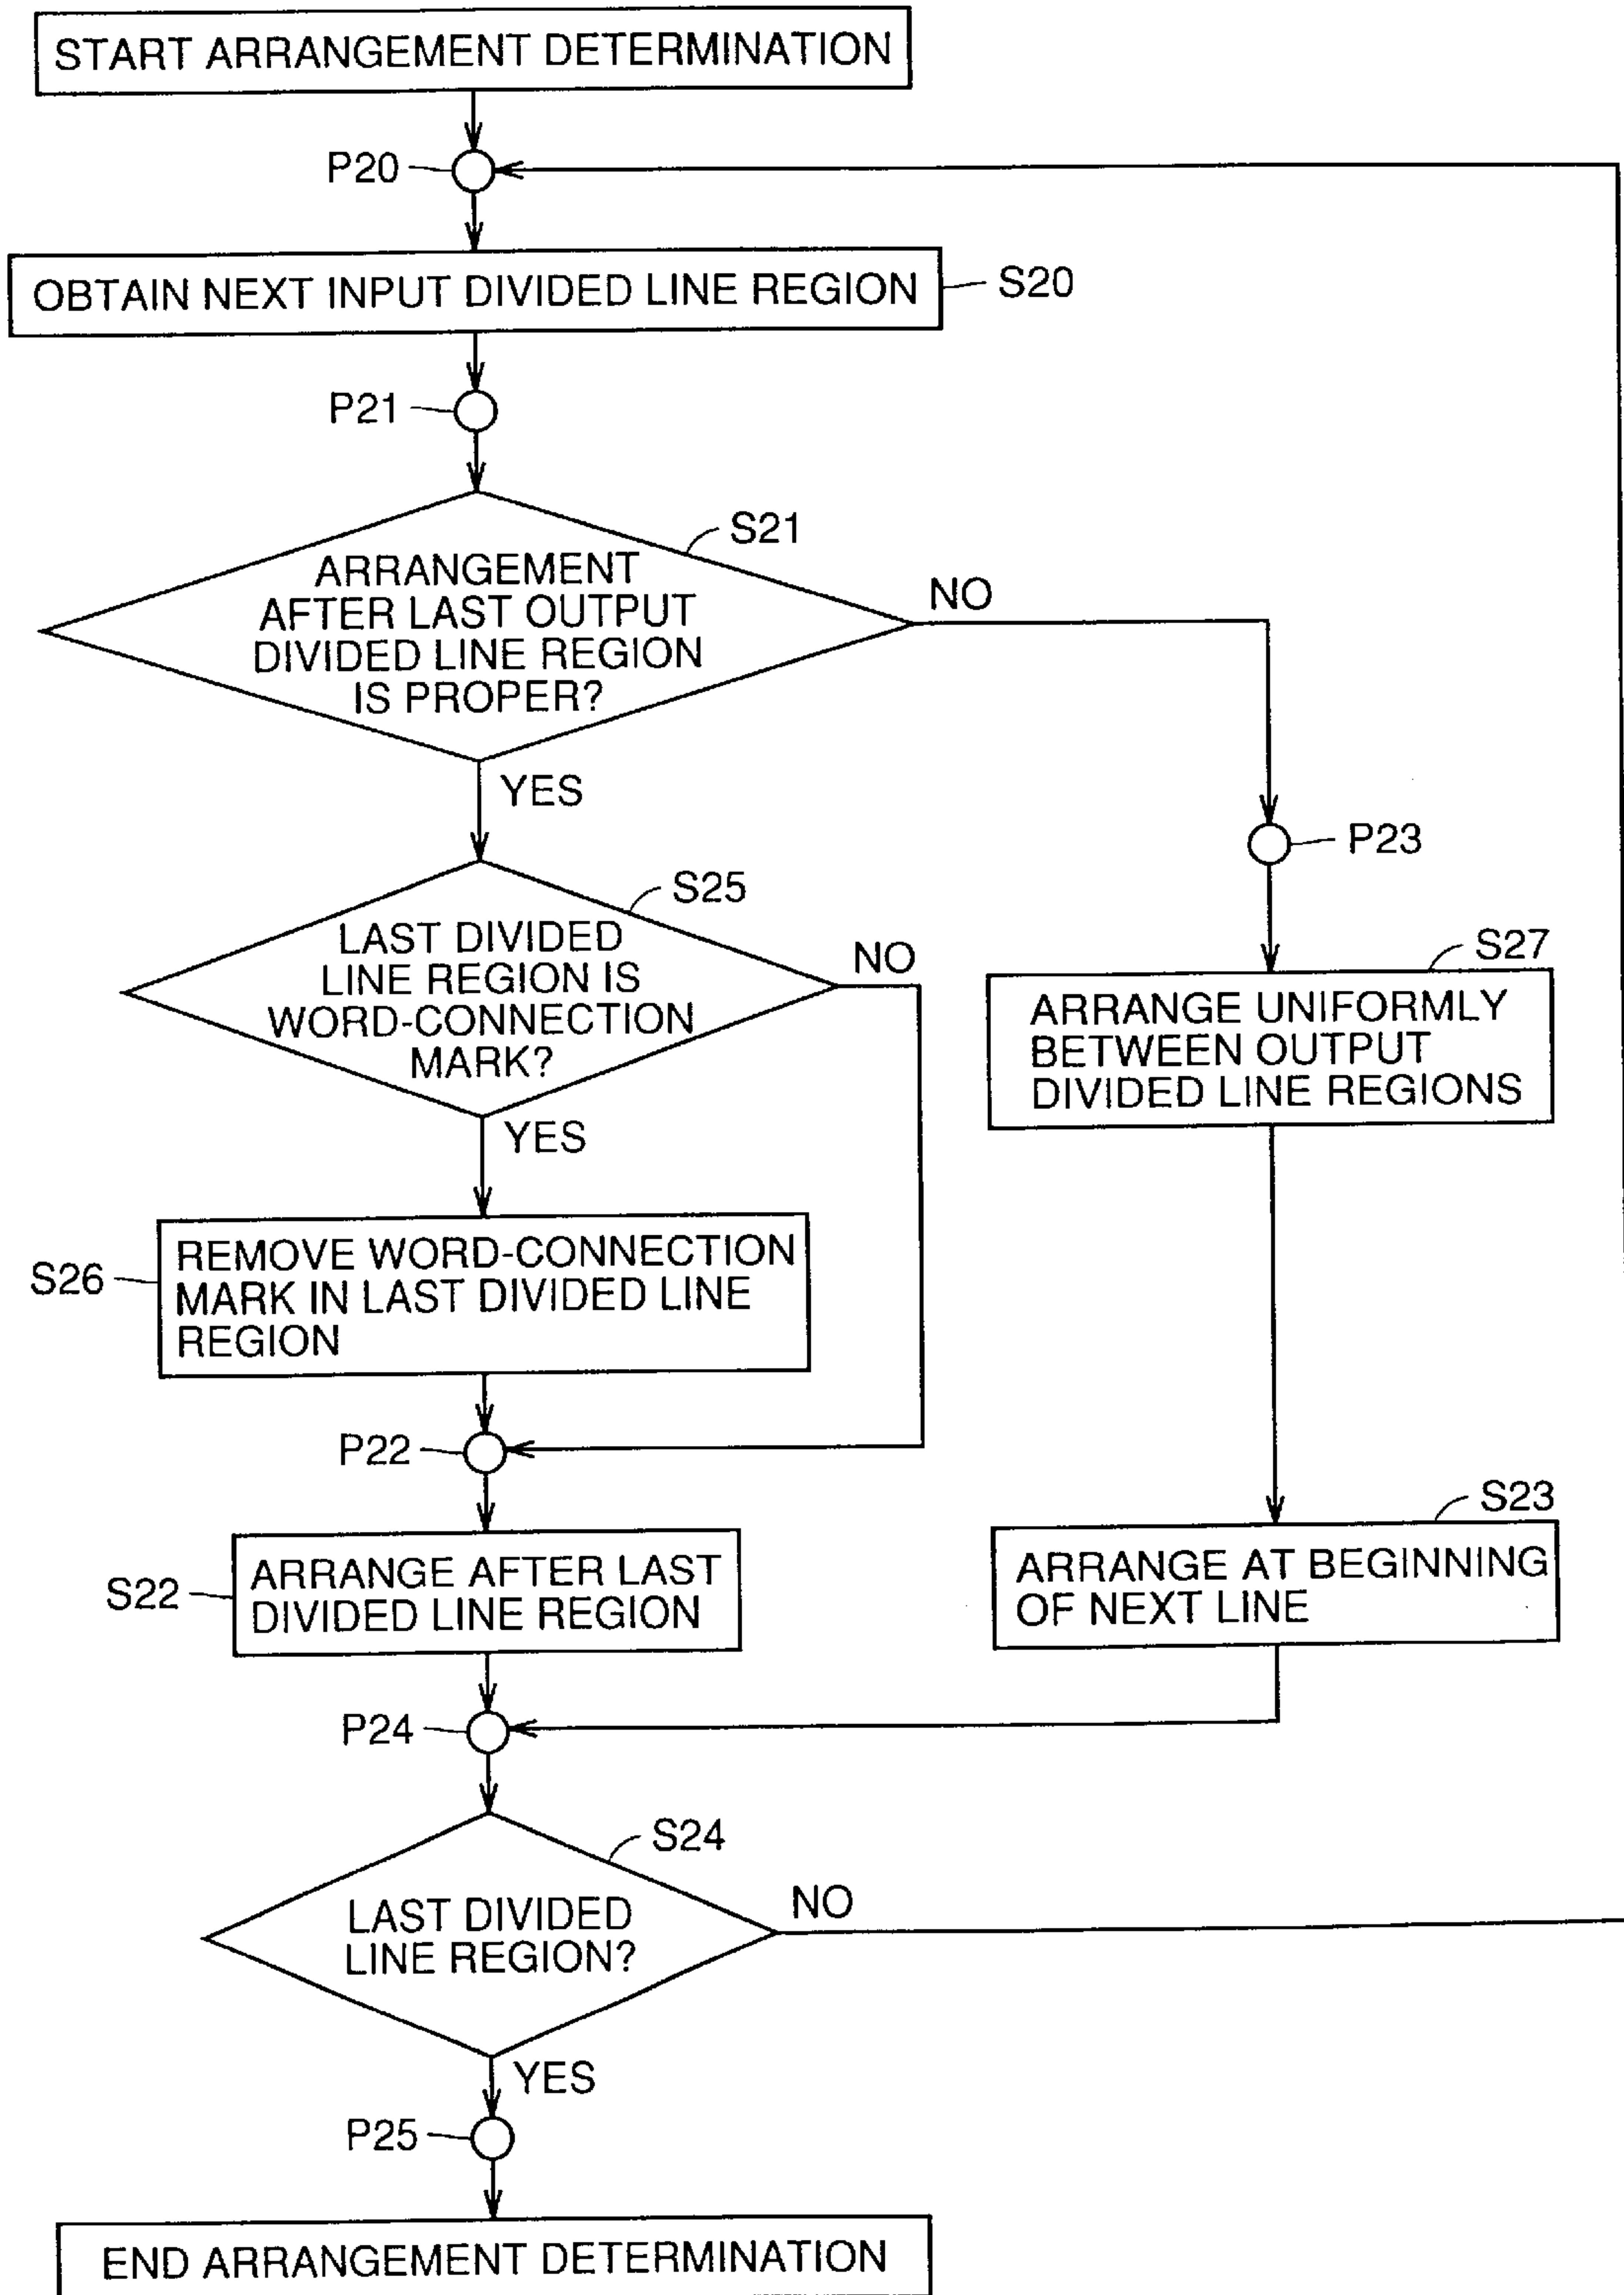 START ARRANGEMENT DETERMINATION
P20
OBTAIN NEXT INPUT DIVIDED LINE REGION
S20
P21
S21
ARRANGEMENT
AFTER LAST OUTPUT
DIVIDED LINE REGION
IS PROPER?
NO
YES
P23
S25
LAST DIVIDED
LINE REGION IS
WORD-CONNECTION
MARK?
NO
YES
S27
ARRANGE UNIFORMLY
BETWEEN OUTPUT
DIVIDED LINE REGIONS
S26
REMOVE WORD-CONNECTION
MARK IN LAST DIVIDED LINE
REGION
P22
S22
ARRANGE AFTER LAST
DIVIDED LINE REGION
S23
ARRANGE AT BEGINNING
OF NEXT LINE
P24
S24
LAST DIVIDED
LINE REGION?
NO
YES
P25
END ARRANGEMENT DETERMINATION